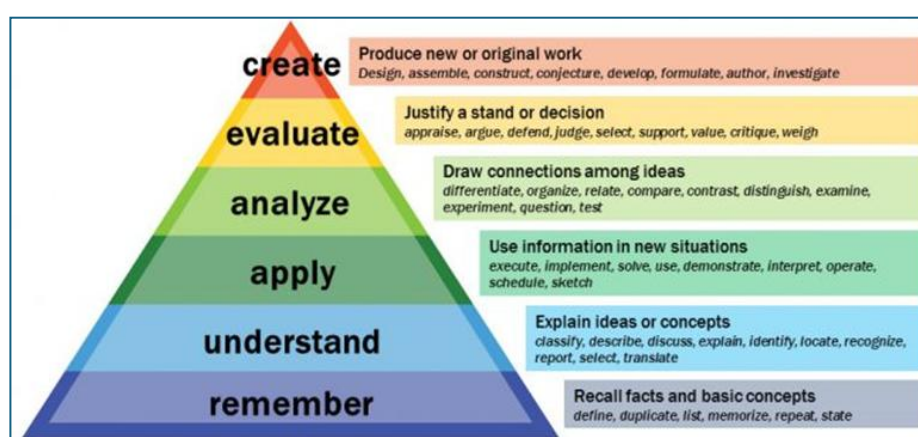 create
Produce new or original work
Design, assemble, construct, conjecture, develop, formulate, author, investigate
evaluate
Justify a stand or decision
appraise, argue, defend, judge, select, support, value, critique, weigh
analyze
Draw connections among ideas
differentiate, organize, relate, compare, contrast, distinguish, examine,
experiment, question, test
apply
Use information in new situations
execute, implement, solve, use, demonstrate, interpret, operate,
schedule, sketch
understand
Explain ideas or concepts
classify, describe, discuss, explain, identify, locate, recognize,
report, select, translate
remember
Recall facts and basic concepts
define, duplicate, list, memorize, repeat, state